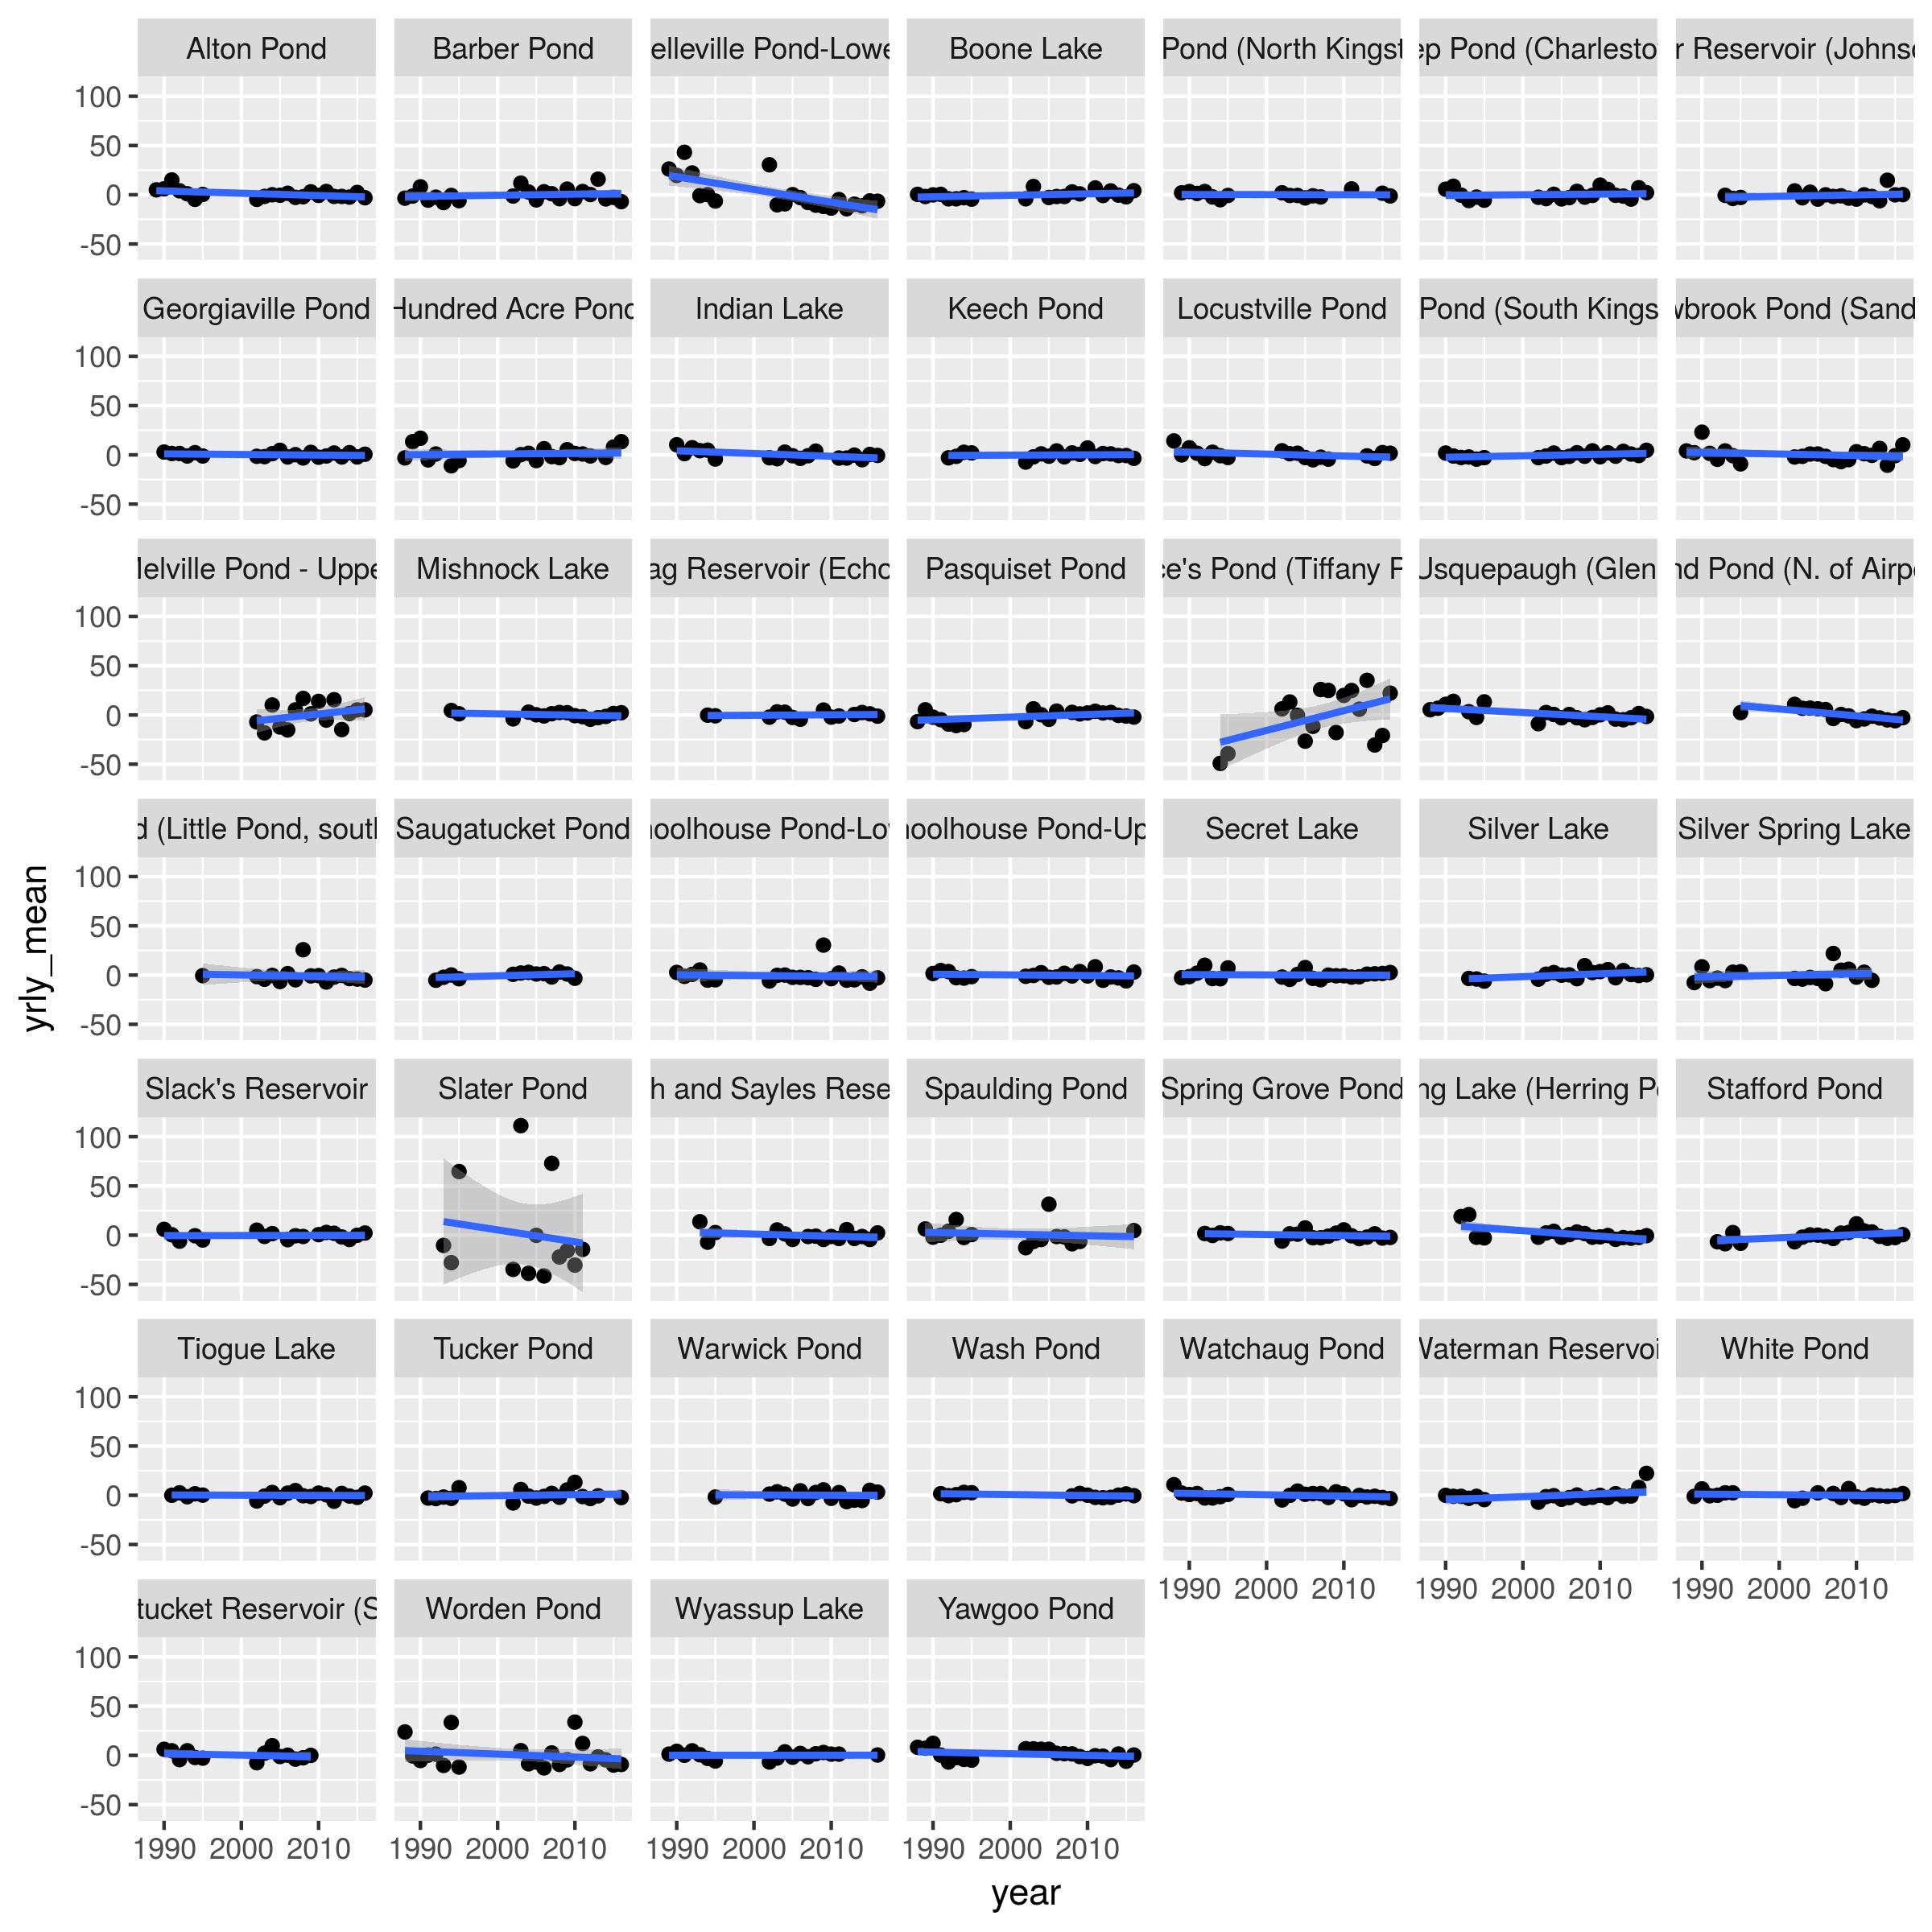 Alton Pond
Barber Pond
elleville Pond-Lowe
Boone Lake
Pond (North Kingst
ep Pond (Charlesto
r Reservoir (Johnso
100
50
0
-50
Georgiaville Pond
Hundred Acre Pond
Indian Lake
Keech Pond
Locustville Pond
Pond (South Kings
wbrook Pond (Sand
100
50
0
-50
Melville Pond - Uppe
Mishnock Lake
ag Reservoir (Echo
Pasquiset Pond
ce's Pond (Tiffany P
Usquepaugh (Glen
nd Pond (N. of Airpo
100
50
0
-50
d (Little Pond, south
Saugatucket Pond
hoolhouse Pond-Lov
hoolhouse Pond-Up
Secret Lake
Silver Lake
Silver Spring Lake
100
50
0
-50
yrly_mean
Slack's Reservoir
Slater Pond
h and Sayles Rese
Spaulding Pond
Spring Grove Pond
ng Lake (Herring Po
Stafford Pond
100
50
0
-50
Tiogue Lake
Tucker Pond
Warwick Pond
Wash Pond
Watchaug Pond
Waterman Reservoi
White Pond
100
50
0
-50
1990 2000 2010
1990 2000 2010
1990 2000 2010
tucket Reservoir (S
Worden Pond
Wyassup Lake
Yawgoo Pond
100
50
0
-50
1990 2000 2010
1990 2000 2010
1990 2000 2010
1990 2000 2010
year